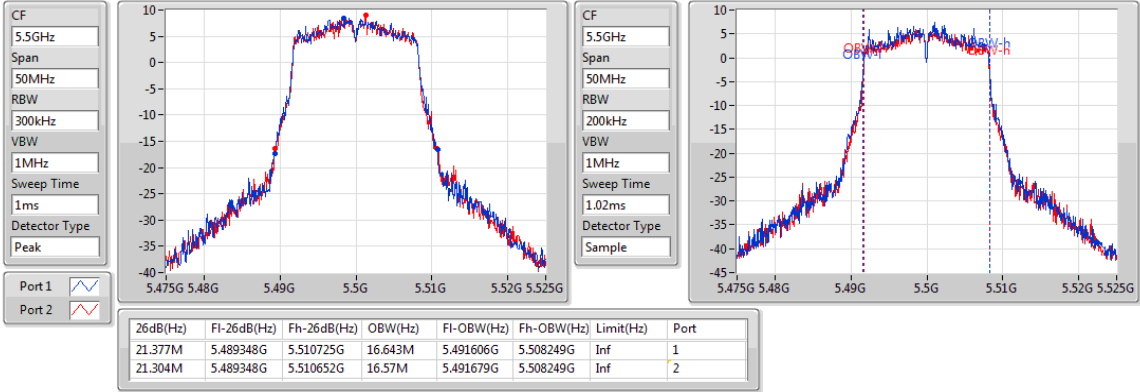 CF
5.5GHz
Span
50MHz
RBW
300kHz
VBW
1MHz
Sweep Time
1ms
Detector Type
Peak
Port 1
Port 2
10
5
0
-5
-10
-15
-20
-25
-30
-35
-40
5.475G 5.48G 5.49G 5.5G 5.51G 5.52G 5.525G
CF
5.5GHz
Span
50MHz
RBW
200kHz
VBW
1MHz
Sweep Time
1.02ms
Detector Type
Sample
10
5
0
-5
-10
-15
-20
-25
-30
-35
-40
-45
OBW-l
OBW-h
5.475G 5.48G 5.49G 5.5G 5.51G 5.52G 5.525G
26dB(Hz) Fl-26dB(Hz) Fh-26dB(Hz) OBW(Hz) Fl-OBW(Hz) Fh-OBW(Hz) Limit(Hz) Port
21.377M 5.489348G 5.510725G 16.643M 5.491606G 5.508249G Inf 1
21.304M 5.489348G 5.510652G 16.57M 5.491679G 5.508249G Inf 2